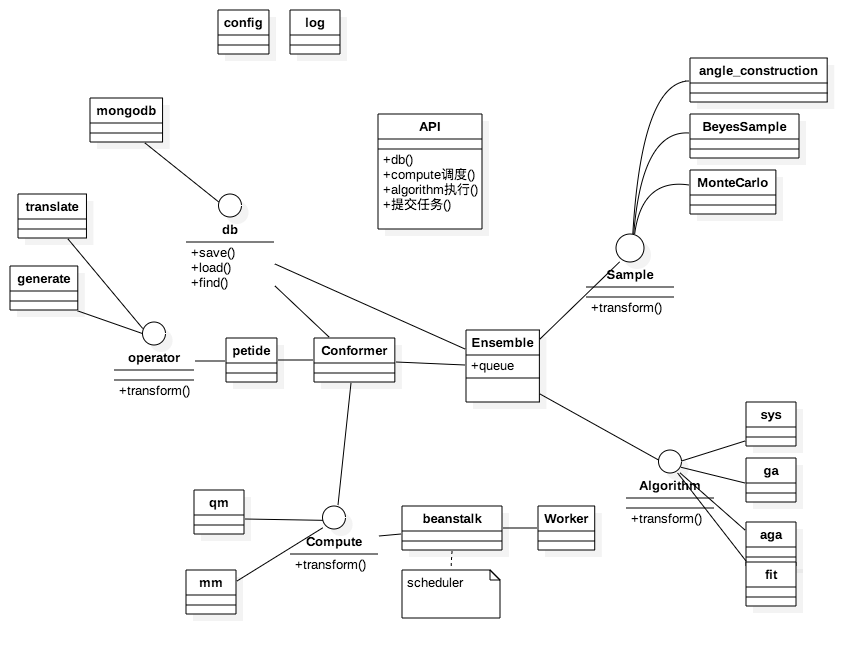 config
log
angle_construction
mongodb
API
+db()
+compute调度()
+algorithm执行()
+提交任务()
BeyesSample
MonteCarlo
translate
db
+save()
+load()
+find()
generate
Sample
+transform()
operator
+transform()
petide
Conformer
Ensemble
+queue
sys
ga
Algorithm
+transform()
aga
fit
qm
Compute
+transform()
beanstalk
Worker
mm
scheduler